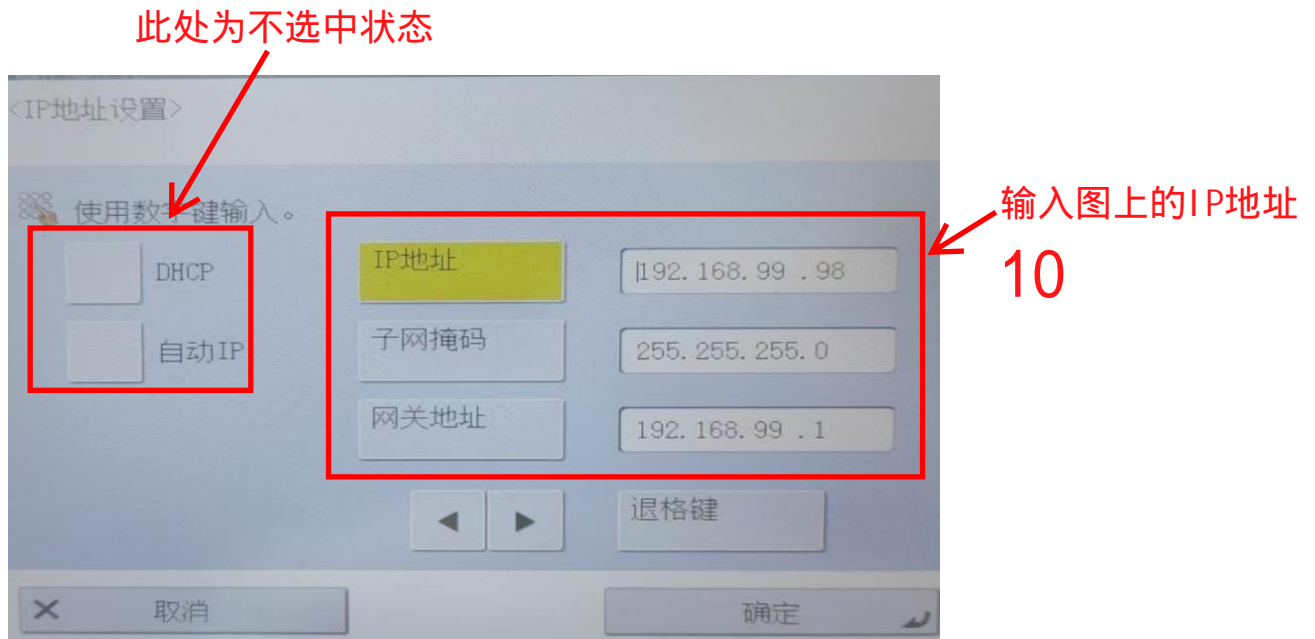 此处为不选中状态
<IP地址设置>
使用数字键输入。
输入图上的IP地址
10
DHCP
IP地址
192.168.99 .98
自动IP
子网掩码
255.255.255.0
网关地址
192.168.99 .1
◀ ▶
退格键
× 取消
确定